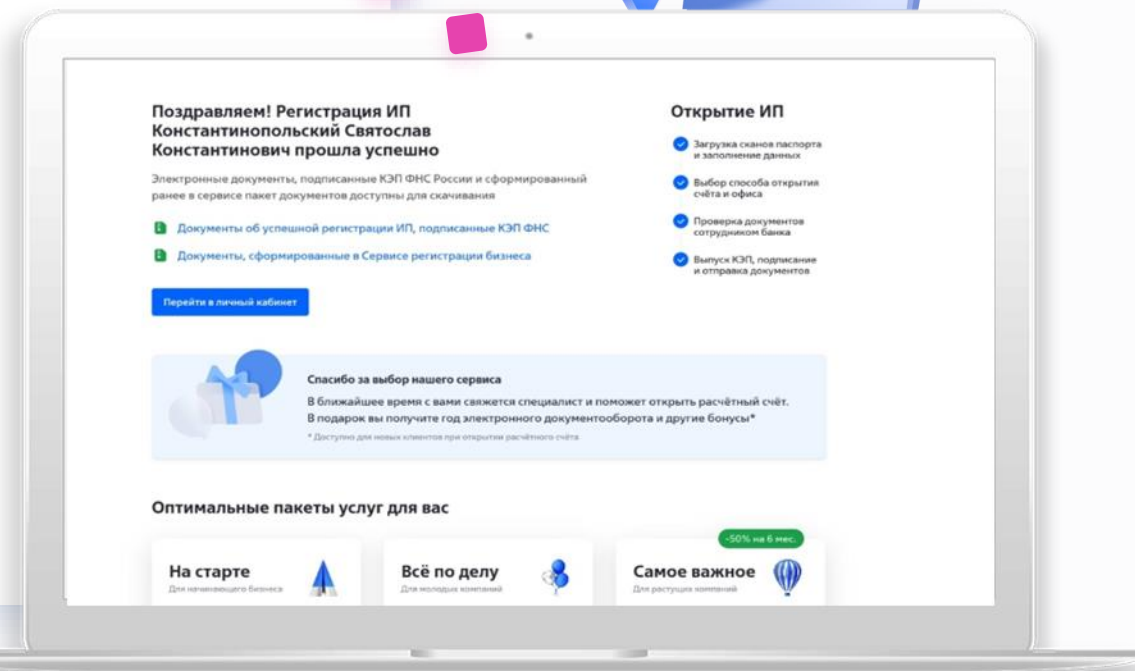 Поздравляем! Регистрация ИП
Константинопольский Святослав
Константинович прошла успешно
Электронные документы, подписанные КЭП ФНС России и сформированный
ранее в сервисе пакет документов доступны для скачивания
Документы об успешной регистрации ИП, подписанные КЭП ФНС
Документы, сформированные в Сервисе регистрации бизнеса
Перейти в личный кабинет
Открытие ИП
Загрузка сканов паспорта
и заполнение данных
Выбор способа открытия
счёта и офиса
Проверка документов
сотрудником банка
Выпуск КЭП, подписание
и отправка документов
Спасибо за выбор нашего сервиса
В ближайшее время с вами свяжется специалист и поможет открыть расчётный счёт.
В подарок вы получите год электронного документооборота и другие бонусы*
* Доступно для новых клиентов при открытии расчётного счёта
Оптимальные пакеты услуг для вас
На старте
Для начинающего бизнеса
Всё по делу
Для молодых компаний
-50% на 6 мес.
Самое важное
Для растущих компаний